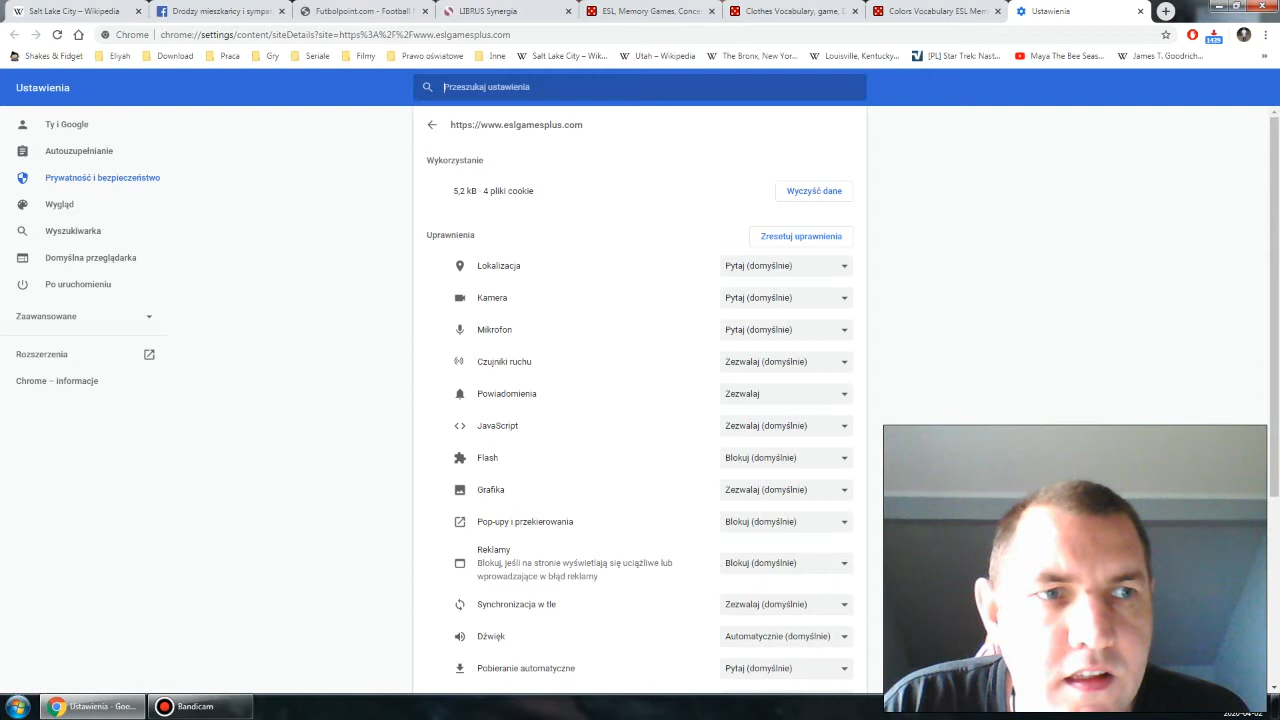 Salt Lake City – Wikipedia
Drodzy mieszkańcy i sympa
Futbolpoint.com - Football M
LIBRUS Synergia
ESL, Memory Games, Conce
Clothes Vocabulary, game, E
Colors Vocabulary ESL Mem
Ustawienia
Chrome
chrome://settings/content/siteDetails?site=https%3A%2F%2Fwww.eslgamesplus.com
1439
Shakes & Fidget
Eliyah
Download
Praca
Gry
Seriale
Filmy
Prawo oświatowe
Inne
Salt Lake City – Wik...
Utah – Wikipedia
The Bronx, New Yor...
Louisville, Kentucky...
[PL] Star Trek: Nast...
Maya The Bee Seas...
James T. Goodrich...
»
Ustawienia
Przeszukaj ustawienia
Ty i Google
Autouzupełnianie
Prywatność i bezpieczeństwo
Wygląd
Wyszukiwarka
Domyślna przeglądarka
Po uruchomieniu
Zaawansowane
Rozszerzenia
Chrome – informacje
https://www.eslgamesplus.com
Wykorzystanie
5,2 kB · 4 pliki cookie
Wyczyść dane
Uprawnienia
Zresetuj uprawnienia
Lokalizacja
Pytaj (domyślnie)
Kamera
Pytaj (domyślnie)
Mikrofon
Pytaj (domyślnie)
Czujniki ruchu
Zezwalaj (domyślnie)
Powiadomienia
Zezwalaj
JavaScript
Zezwalaj (domyślnie)
Flash
Blokuj (domyślnie)
Grafika
Zezwalaj (domyślnie)
Pop-upy i przekierowania
Blokuj (domyślnie)
Reklamy
Blokuj, jeśli na stronie wyświetlają się uciążliwe lub
wprowadzające w błąd reklamy
Blokuj (domyślnie)
Synchronizacja w tle
Zezwalaj (domyślnie)
Dźwięk
Automatycznie (domyślnie)
Pobieranie automatyczne
Pytaj (domyślnie)
Ustawienia - Goo...
Bandicam
2020-04-02